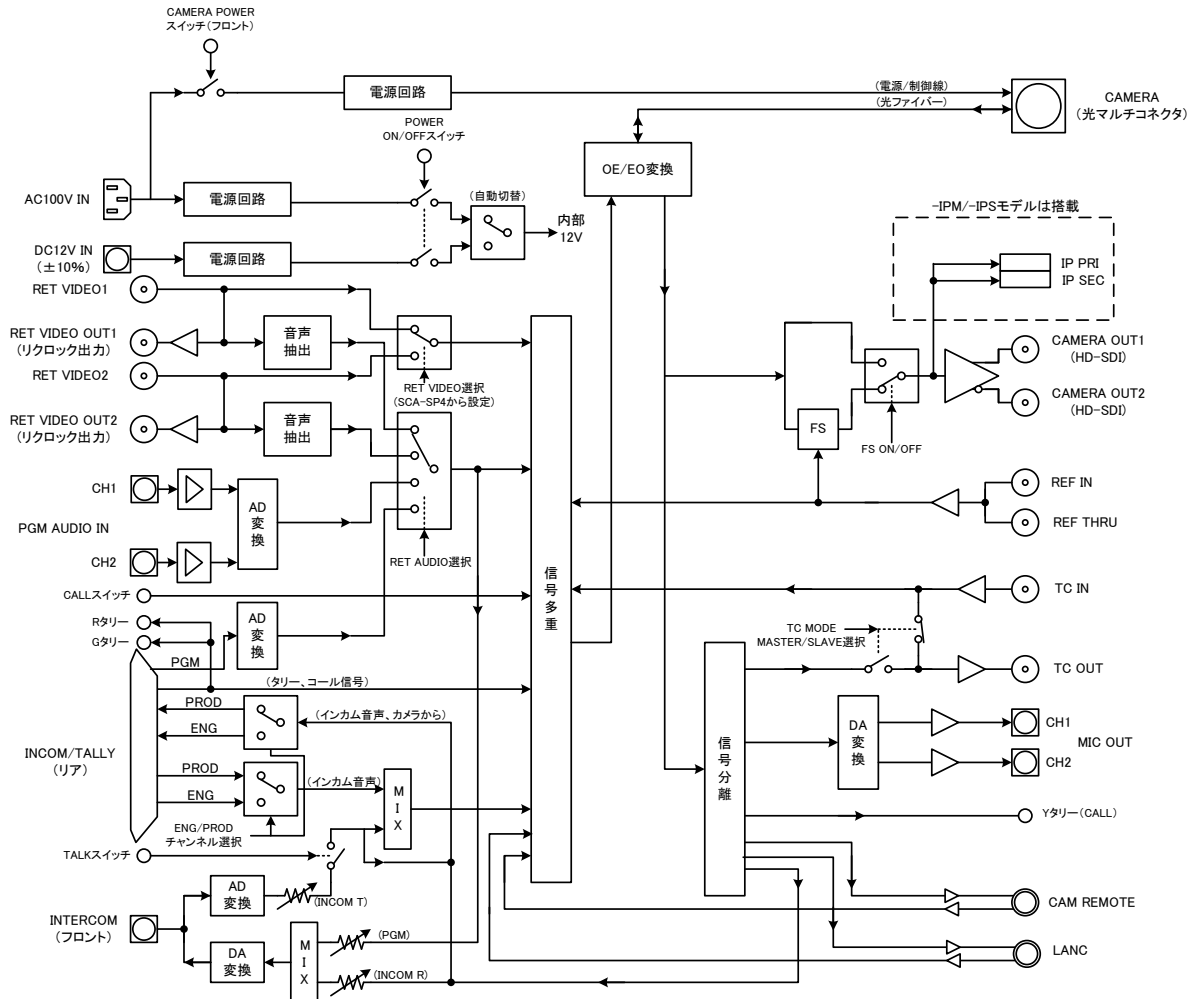 CAMERA POWER
スイッチ(フロント)
電源回路
(電源/制御線)
(光ファイバー)
CAMERA
(光マルチコネクタ)
POWER
ON/OFFスイッチ
OE/EO変換
AC100V IN
電源回路
(自動切替)
内部
12V
-IPM/-IPSモデルは搭載
DC12V IN
(±10%)
電源回路
IP PRI
IP SEC
RET VIDEO1
RET VIDEO OUT1
(リクロック出力)
音声
抽出
CAMERA OUT1
(HD-SDI)
RET VIDEO2
RET VIDEO選択
(SCA-SP4から設定)
CAMERA OUT2
(HD-SDI)
RET VIDEO OUT2
(リクロック出力)
音声
抽出
FS
FS ON/OFF
CH1
PGM AUDIO IN
CH2
AD
変
換
RET AUDIO選択
REF IN
REF THRU
信
号
多
重
CALLスイッチ
TC IN
Rタリー
Gタリー
AD
変
換
PGM
TC MODE
MASTER/SLAVE選択
TC OUT
(タリー、コール信号)
PROD
ENG
(インカム音声、カメラから)
INCOM/TALLY
(リア)
PROD
ENG
(インカム音声)
M
I
X
ENG/PROD
チャンネル選択
信
号
分
離
DA
変
換
CH1
MIC OUT
CH2
Yタリー(CALL)
TALKスイッチ
AD
変換
(INCOM T)
INTERCOM
(フロント)
DA
変換
M
I
X
(PGM)
(INCOM R)
CAM REMOTE
LANC